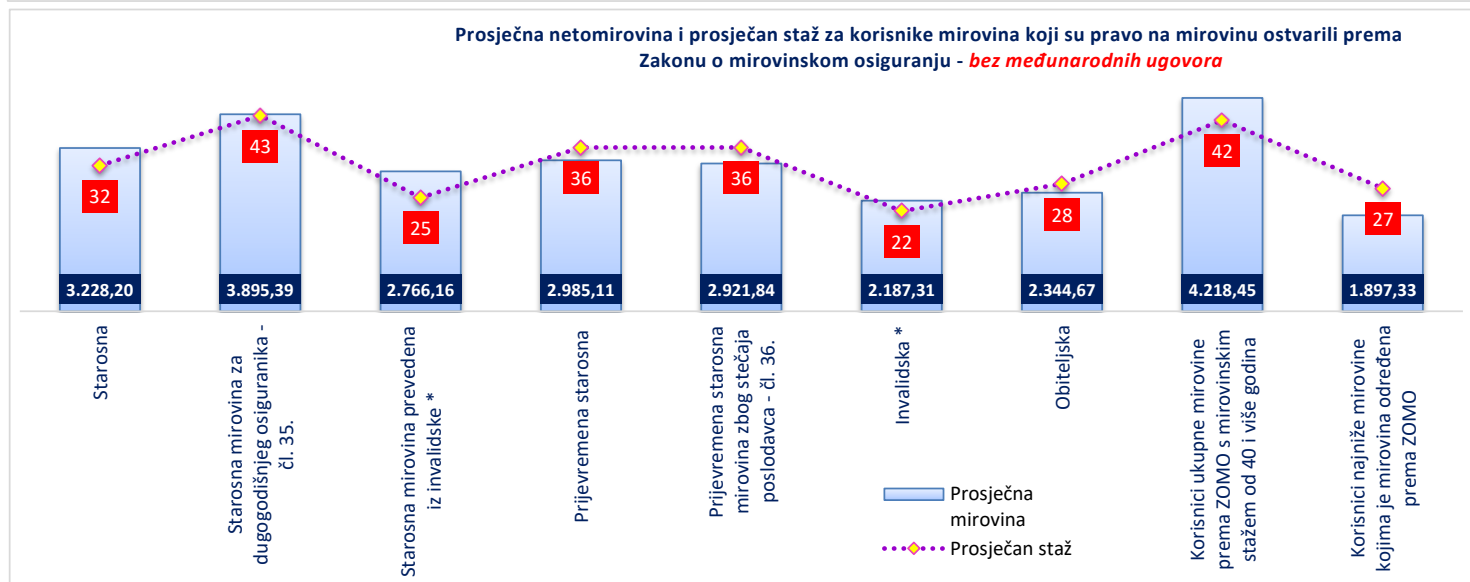 Prosječna netomirovina i prosječan staž za korisnike mirovina koji su pravo na mirovinu ostvarili prema
Zakonu o mirovinskom osiguranju - bez međunarodnih ugovora
32
43
25
36
36
22
28
42
27
3.228,20
3.895,39
2.766,16
2.985,11
2.921,84
2.187,31
2.344,67
4.218,45
1.897,33
Starosna
Starosna mirovina za
dugogodišnjeg osiguranika -
čl. 35.
Starosna mirovina prevedena
iz invalidske *
Prijevremena starosna
Prijevremena starosna
mirovina zbog stečaja
poslodavca - čl. 36.
Invalidska *
Obiteljska
Korisnici ukupne mirovine
prema ZOMO s mirovinskim
stažem od 40 i više godina
Korisnici najniže mirovine
kojima je mirovina određena
prema ZOMO
Prosječna
mirovina
Prosječan staž